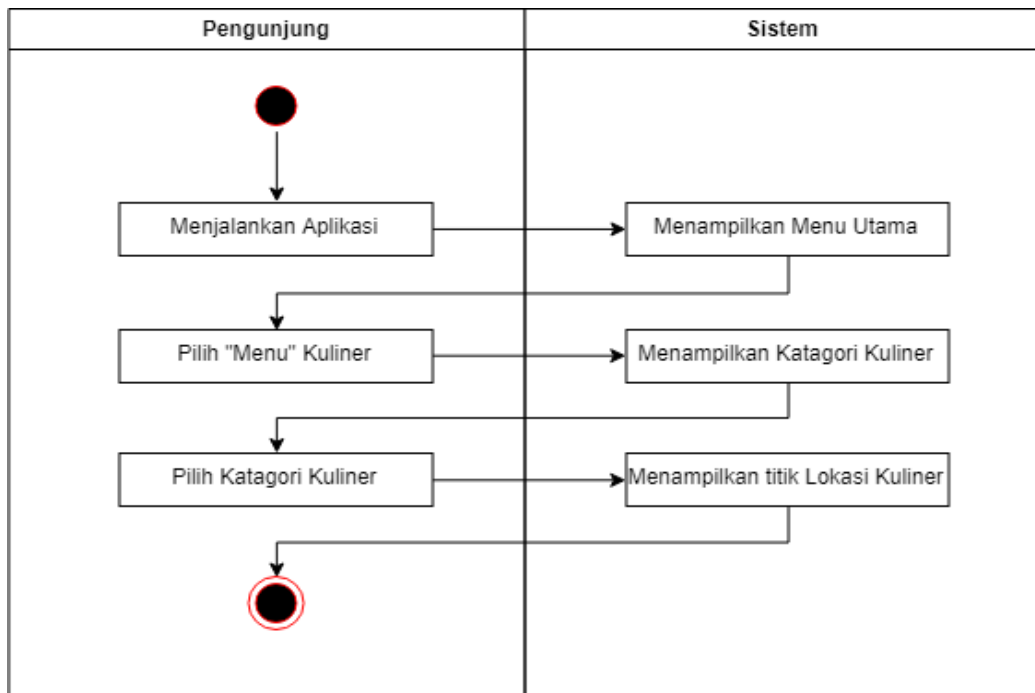 Pengunjung
Sistem
Menjalankan Aplikasi
Menampilkan Menu Utama
Pilih "Menu" Kuliner
Menampilkan Katagori Kuliner
Pilih Katagori Kuliner
Menampilkan titik Lokasi Kuliner